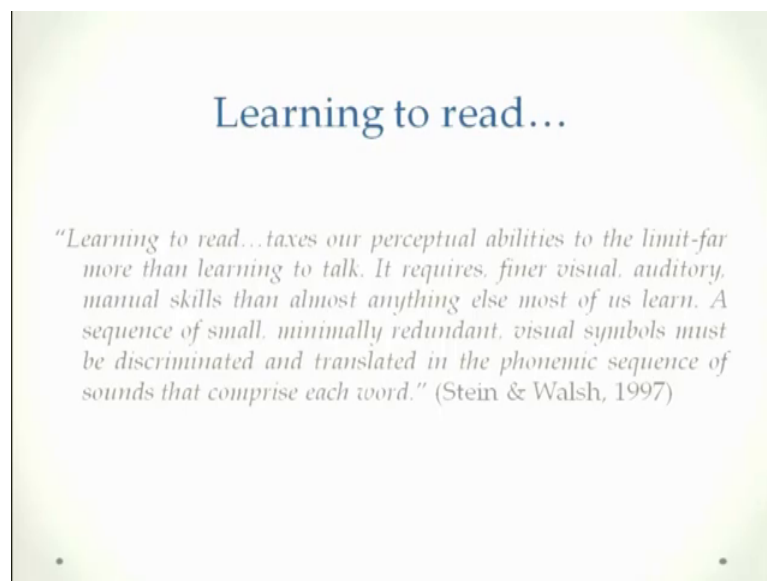 Learning to read…
“Learning to read…taxes our perceptual abilities to the limit-far
more than learning to talk. It requires, finer visual, auditory,
manual skills than almost anything else most of us learn. A
sequence of small, minimally redundant, visual symbols must
be discriminated and translated in the phonemic sequence of
sounds that comprise each word.” (Stein & Walsh, 1997)